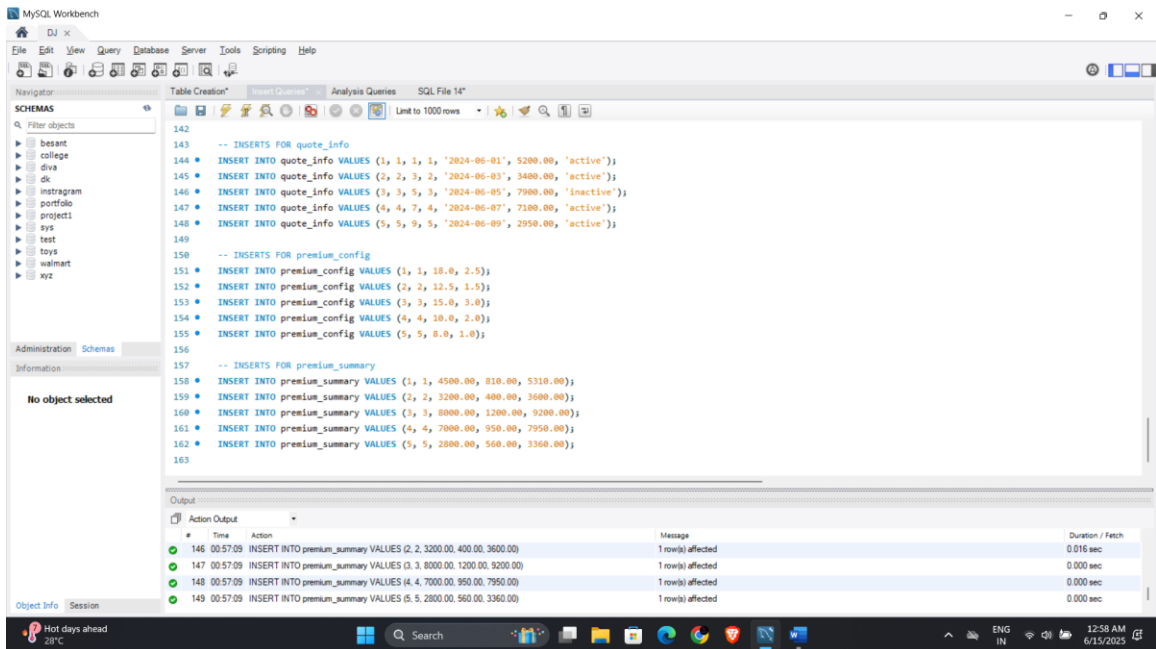 MySQL Workbench
DJ
File Edit View Query Database Server Tools Scripting Help
Navigator
SCHEMAS
Filter objects
besant
college
diva
dk
instragram
portfolio
project1
sys
test
toys
walmart
xyz
Administration Schemas
Information
No object selected
Object Info Session
Table Creation* Insert Queries* Analysis Queries SQL File 14*
Limit to 1000 rows
142
143 -- INSERTS FOR quote_info
144 INSERT INTO quote_info VALUES (1, 1, 1, 1, '2024-06-01', 5200.00, 'active');
145 INSERT INTO quote_info VALUES (2, 2, 3, 2, '2024-06-03', 3400.00, 'active');
146 INSERT INTO quote_info VALUES (3, 3, 5, 3, '2024-06-05', 7900.00, 'inactive');
147 INSERT INTO quote_info VALUES (4, 4, 7, 4, '2024-06-07', 7100.00, 'active');
148 INSERT INTO quote_info VALUES (5, 5, 9, 5, '2024-06-09', 2950.00, 'active');
149
150 -- INSERTS FOR premium_config
151 INSERT INTO premium_config VALUES (1, 1, 18.0, 2.5);
152 INSERT INTO premium_config VALUES (2, 2, 12.5, 1.5);
153 INSERT INTO premium_config VALUES (3, 3, 15.0, 3.0);
154 INSERT INTO premium_config VALUES (4, 4, 10.0, 2.0);
155 INSERT INTO premium_config VALUES (5, 5, 8.0, 1.0);
156
157 -- INSERTS FOR premium_summary
158 INSERT INTO premium_summary VALUES (1, 1, 4500.00, 810.00, 5310.00);
159 INSERT INTO premium_summary VALUES (2, 2, 3200.00, 400.00, 3600.00);
160 INSERT INTO premium_summary VALUES (3, 3, 8000.00, 1200.00, 9200.00);
161 INSERT INTO premium_summary VALUES (4, 4, 7000.00, 950.00, 7950.00);
162 INSERT INTO premium_summary VALUES (5, 5, 2800.00, 560.00, 3360.00);
163
Output
Action Output
# Time Action Message Duration / Fetch
146 00:57:09 INSERT INTO premium_summary VALUES (2, 2, 3200.00, 400.00, 3600.00) 1 row(s) affected 0.016 sec
147 00:57:09 INSERT INTO premium_summary VALUES (3, 3, 8000.00, 1200.00, 9200.00) 1 row(s) affected 0.000 sec
148 00:57:09 INSERT INTO premium_summary VALUES (4, 4, 7000.00, 950.00, 7950.00) 1 row(s) affected 0.000 sec
149 00:57:09 INSERT INTO premium_summary VALUES (5, 5, 2800.00, 560.00, 3360.00) 1 row(s) affected 0.000 sec
7 Hot days ahead
28°C
Search
ENG
IN
12:58 AM
6/15/2025